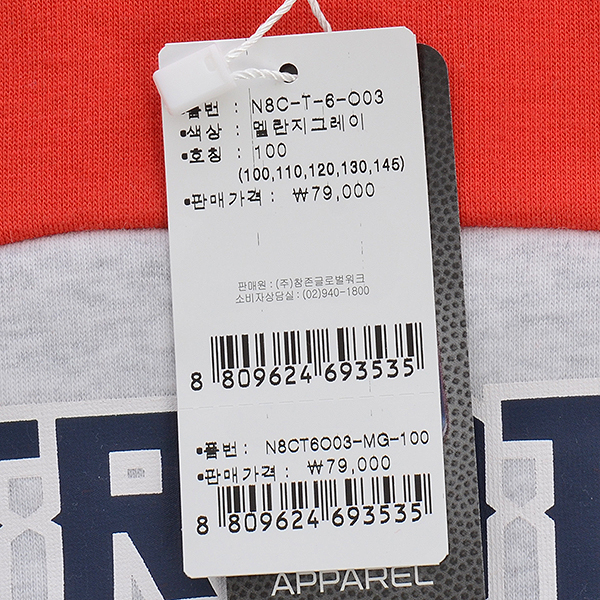 품번 : N8C-T-6-O03
•색상 : 멜란지그레이
•호칭 : 100
(100,110,120,130,145)
•판매가격: ₩79,000
판매원 : (주)참존글로벌워크
소비자상담실 : (02)940-1800
8 809624 693535
•품번 : N8CT6O03-MG-100
•판매가격: ₩79,000
8 809624 693535
APPAREL